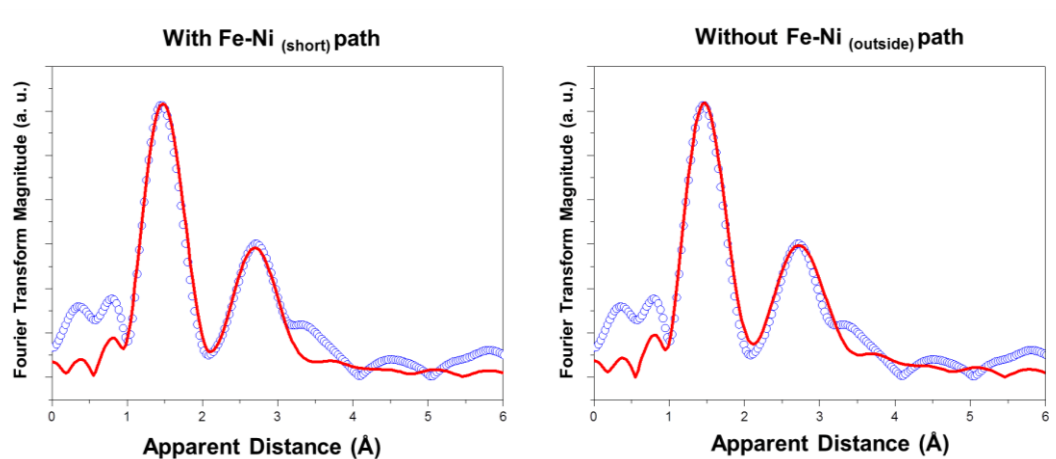 With Fe-Ni (short) path
Fourier Transform Magnitude (a. u.)
0 1 2 3 4 5 6
Apparent Distance (Å)
Without Fe-Ni (outside) path
Fourier Transform Magnitude (a. u.)
0 1 2 3 4 5 6
Apparent Distance (Å)